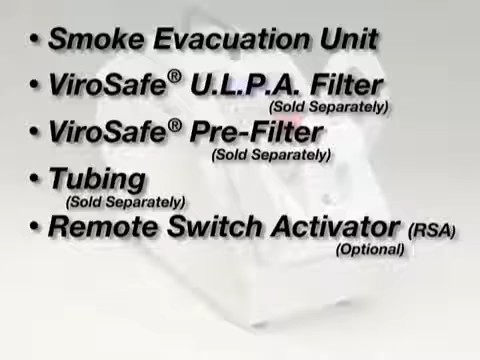 • Smoke Evacuation Unit
• ViroSafe® U.L.P.A. Filter
(Sold Separately)
• ViroSafe® Pre-Filter
(Sold Separately)
• Tubing
(Sold Separately)
• Remote Switch Activator (RSA)
(Optional)